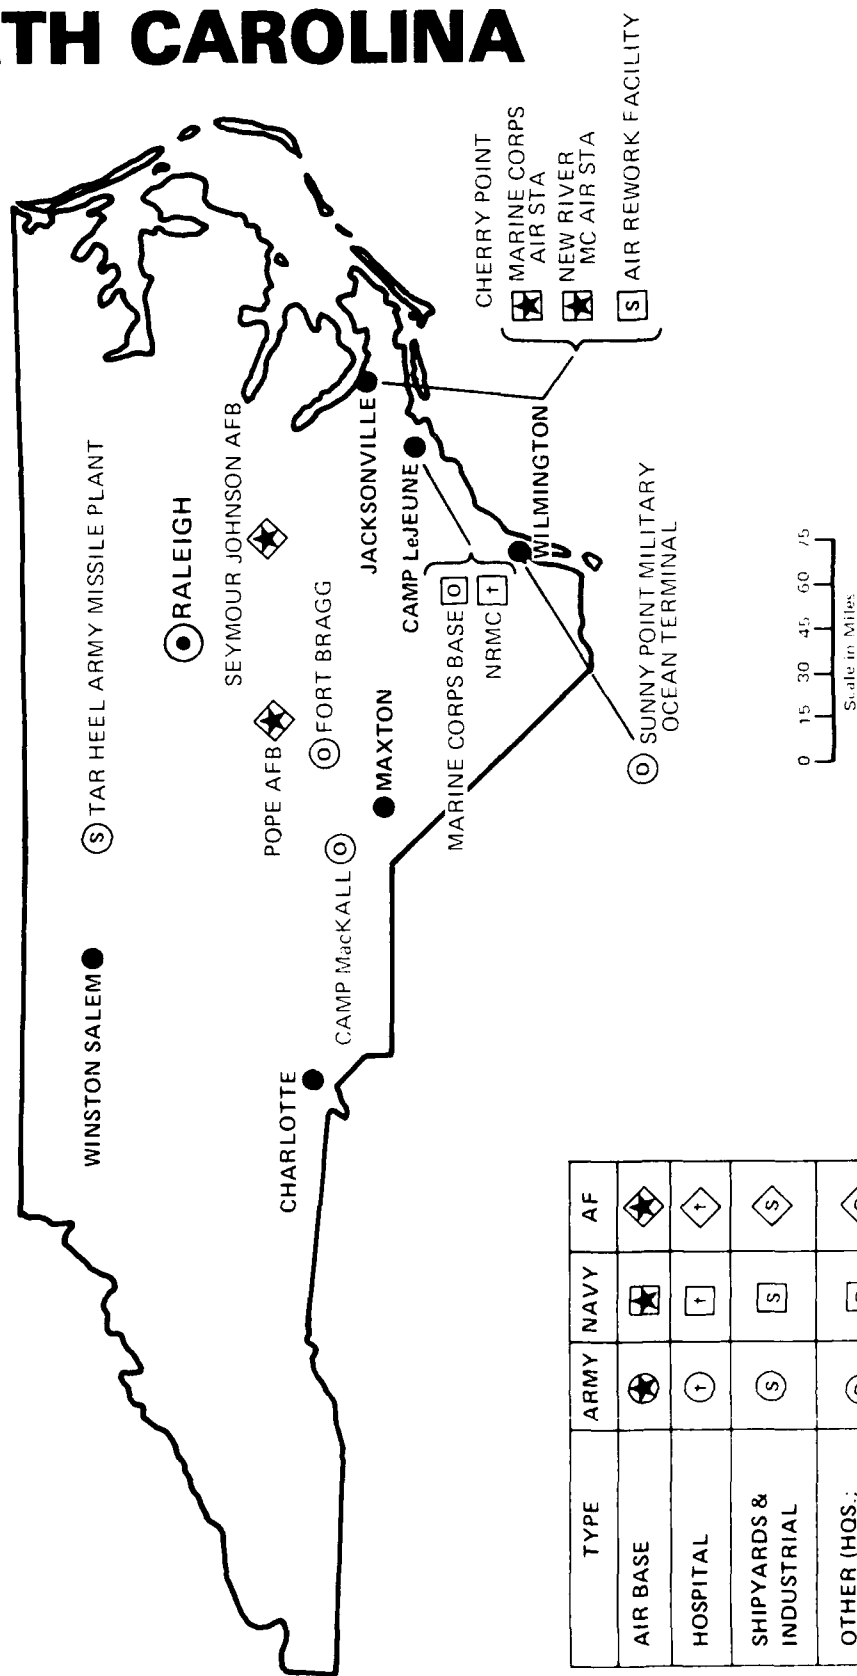 TH CAROLINA
WINSTON SALEM
S TAR HEEL ARMY MISSILE PLANT
RALEIGH
SEYMOUR JOHNSON AFB
POPE AFB
O FORT BRAGG
CHARLOTTE
CAMP MacKALL O
MAXTON
JACKSONVILLE
CAMP LeJEUNE
MARINE CORPS BASE O
NRMC t
WILMINGTON
CHERRY POINT
MARINE CORPS
AIR STA
NEW RIVER
MC AIR STA
S AIR REWORK FACILITY
O SUNNY POINT MILITARY
OCEAN TERMINAL
0 15 30 45 60 75
Scale in Miles
TYPE ARMY NAVY AF
AIR BASE
HOSPITAL t t t
SHIPYARDS &
INDUSTRIAL S S S
OTHER (HQS.;